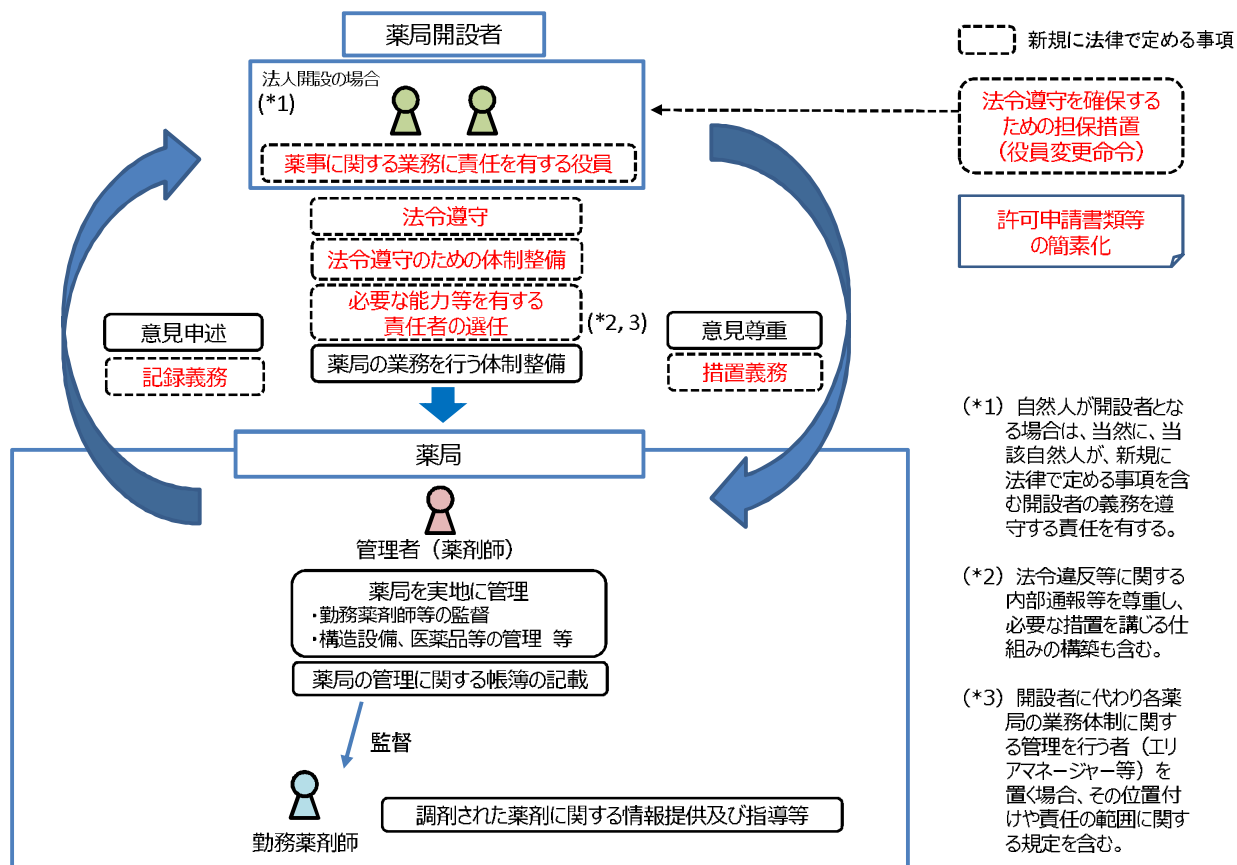 薬局開設者
新規に法律で定める事項
法人開設の場合
(*1)
薬事に関する業務に責任を有する役員
法令遵守を確保する
ための担保措置
(役員変更命令)
許可申請書類等
の簡素化
法令遵守
法令遵守のための体制整備
必要な能力等を有する
責任者の選任
(*2, 3)
薬局の業務を行う体制整備
意見申述
記録義務
意見尊重
措置義務
薬局
管理者(薬剤師)
薬局を実地に管理
・勤務薬剤師等の監督
・構造設備、医薬品等の管理 等
薬局の管理に関する帳簿の記載
監督
勤務薬剤師
調剤された薬剤に関する情報提供及び指導等
(*1) 自然人が開設者とな
る場合は、当然に、当
該自然人が、新規に
法律で定める事項を含
む開設者の義務を遵
守する責任を有する。
(*2) 法令違反等に関する
内部通報等を尊重し、
必要な措置を講じる仕
組みの構築も含む。
(*3) 開設者に代わり各薬
局の業務体制に関す
る管理を行う者(エリ
アマネージャー等)を
置く場合、その位置付
けや責任の範囲に関す
る規定を含む。